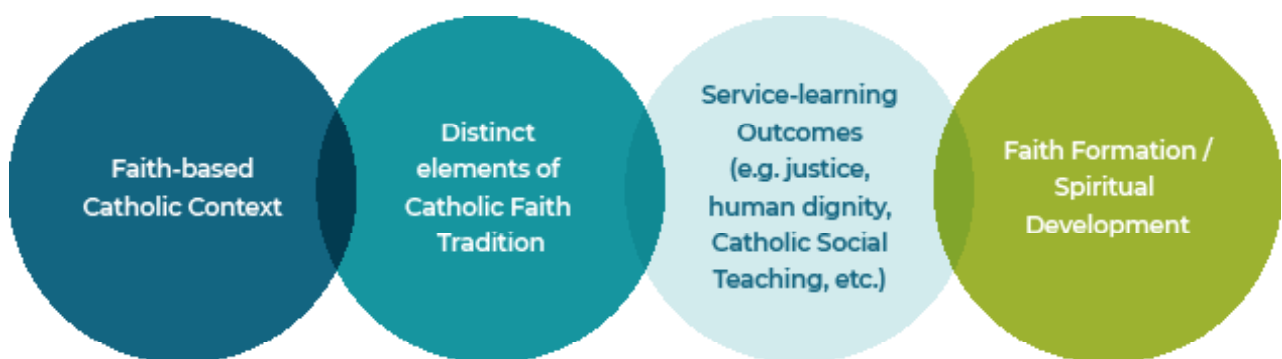 Faith-based
Catholic Context
Distinct
elements of
Catholic Faith
Tradition
Service-learning
Outcomes
(e.g. justice,
human dignity,
Catholic Social
Teaching, etc.)
Faith Formation /
Spiritual
Development